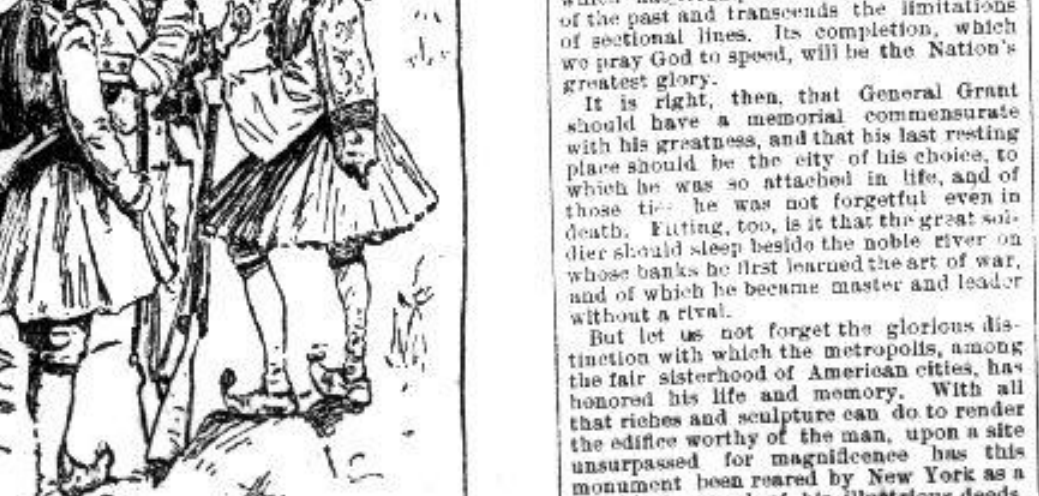 of the past and transcends the limitations
of sectional lines. Its completion, which
we pray God to speed, will be the Nation's
greatest glory.
It is right, then, that General Grant
should have a memorial commensurate
with his greatness, and that his last resting
place should be the city of his choice, to
which he was so attached in life, and of
those he was not forgetful even in
death. Fitting, too, is it that the great sol-
dier should sleep beside the noble river on
whose banks he first learned the art of war,
and of which he became master and leader
without a rival.
But let us not forget the glorious dis-
tinction with which the metropolis, among
the fair sisterhood of American cities, has
honored his life and memory. With all
that riches and sculpture can do to render
the edifice worthy of the man, upon a site
unsurpassed for magnificence has this
monument been reared by New York as a
of his illustrious deeds